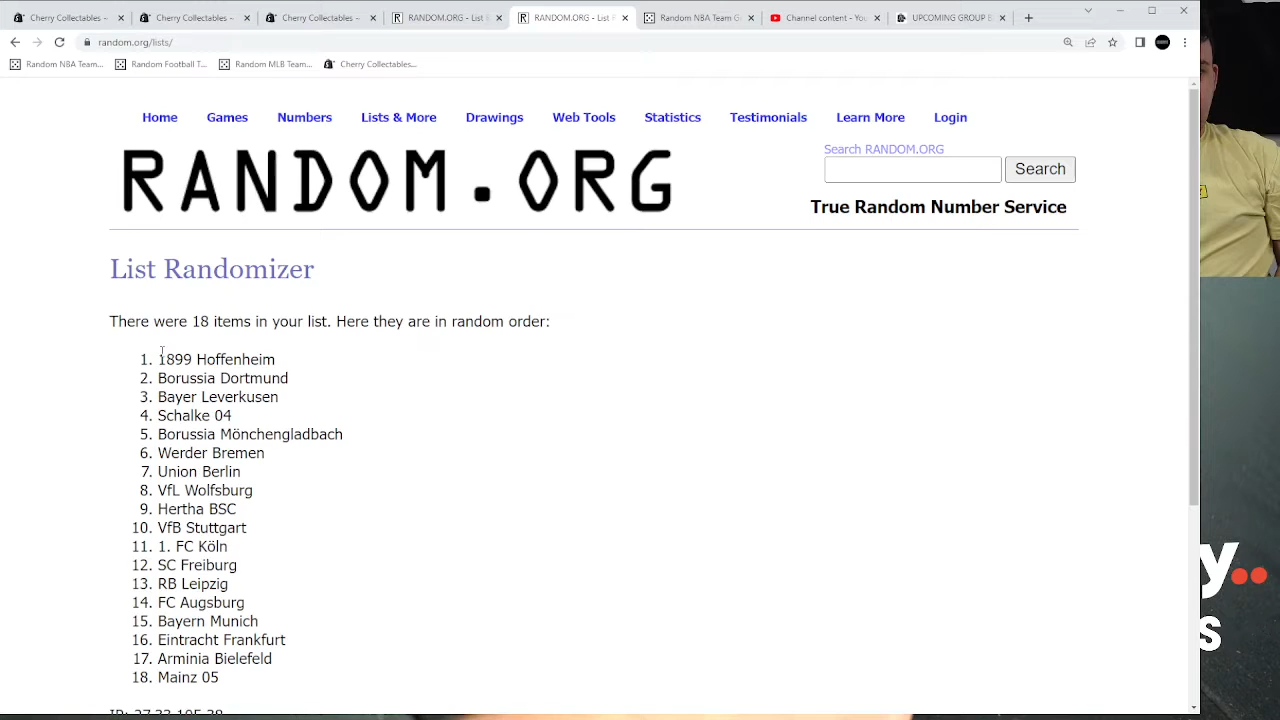 Cherry Collectables -
Cherry Collectables -
Cherry Collectables -
RANDOM.ORG - List
RANDOM.ORG - List
Random NBA Team G
Channel content - You
UPCOMING GROUP B
random.org/lists/
Random NBA Team...
Random Football T...
Random MLB Team...
Cherry Collectables...
Home Games Numbers Lists & More Drawings Web Tools Statistics Testimonials Learn More Login
RANDOM.ORG
Search RANDOM.ORG
Search
True Random Number Service
List Randomizer
There were 18 items in your list. Here they are in random order:
1. 1899 Hoffenheim
2. Borussia Dortmund
3. Bayer Leverkusen
4. Schalke 04
5. Borussia Mönchengladbach
6. Werder Bremen
7. Union Berlin
8. VfL Wolfsburg
9. Hertha BSC
10. VfB Stuttgart
11. 1. FC Köln
12. SC Freiburg
13. RB Leipzig
14. FC Augsburg
15. Bayern Munich
16. Eintracht Frankfurt
17. Arminia Bielefeld
18. Mainz 05
y
s